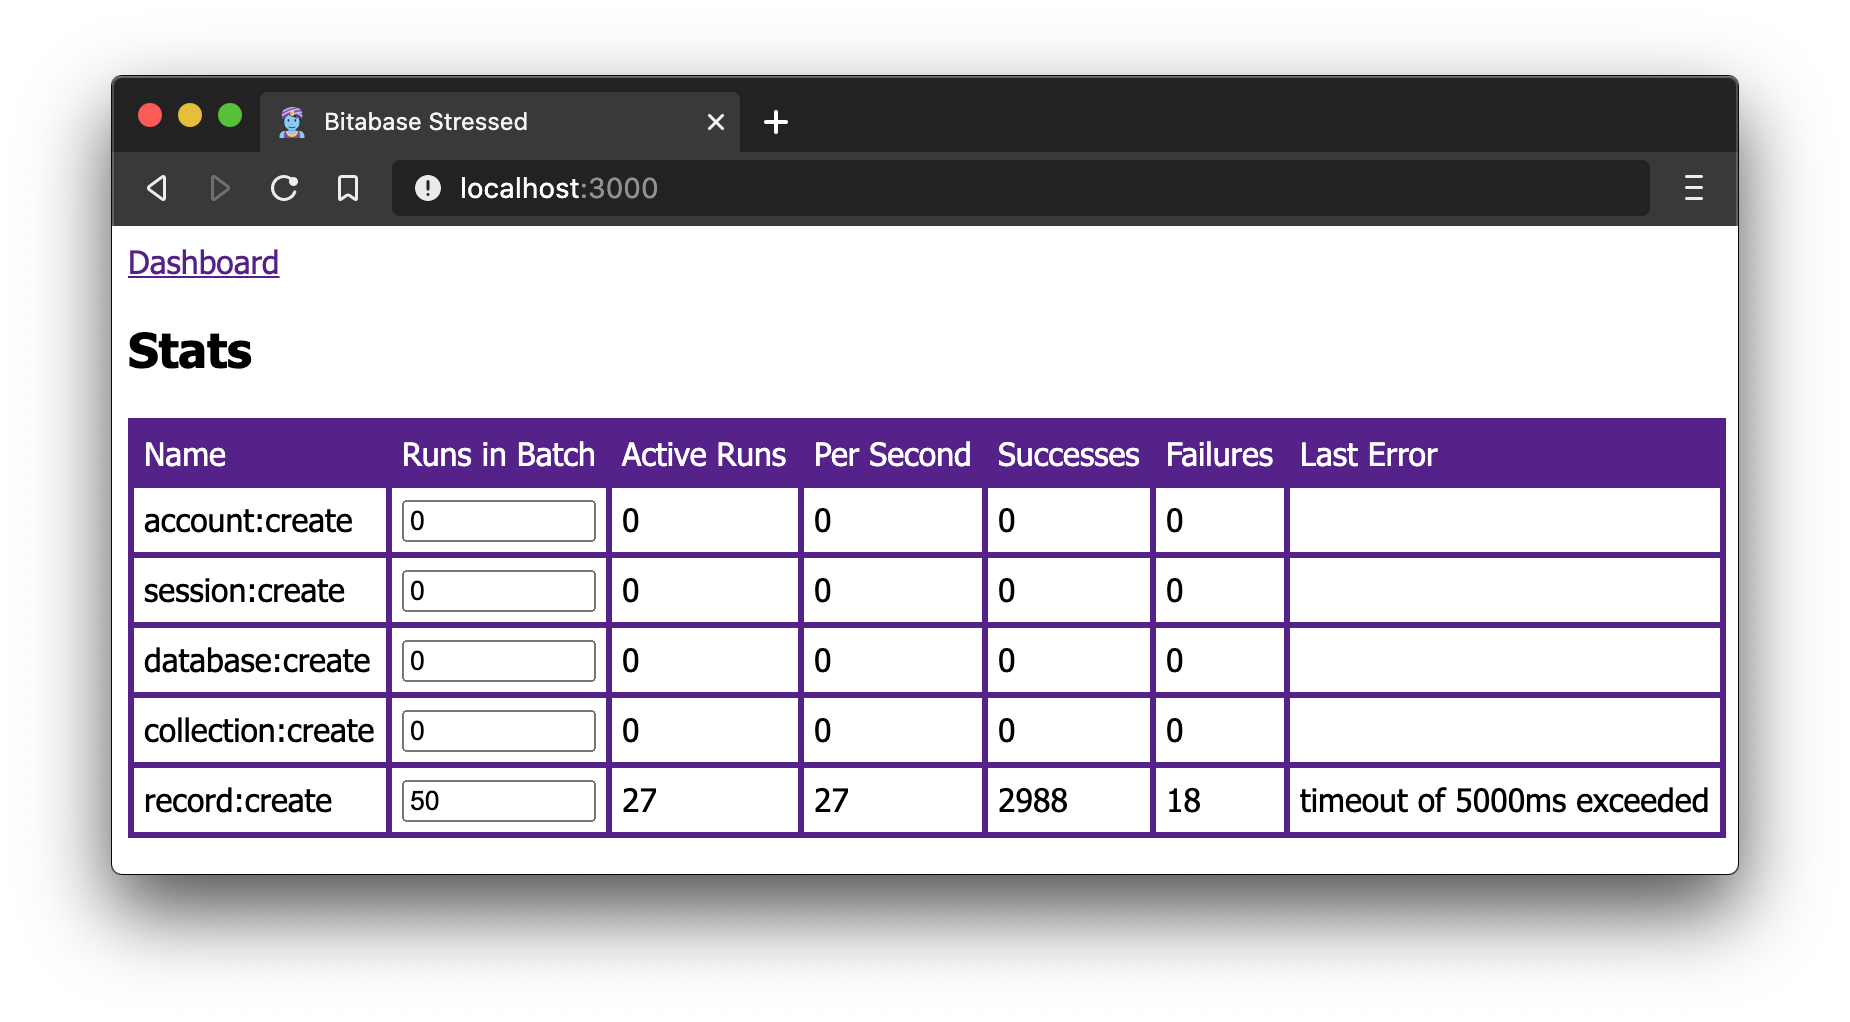 Bitabase Stressed
localhost:3000
Dashboard
Stats
Name Runs in Batch Active Runs Per Second Successes Failures Last Error
account:create 0 0 0 0 0
session:create 0 0 0 0 0
database:create 0 0 0 0 0
collection:create 0 0 0 0 0
record:create 50 27 27 2988 18 timeout of 5000ms exceeded